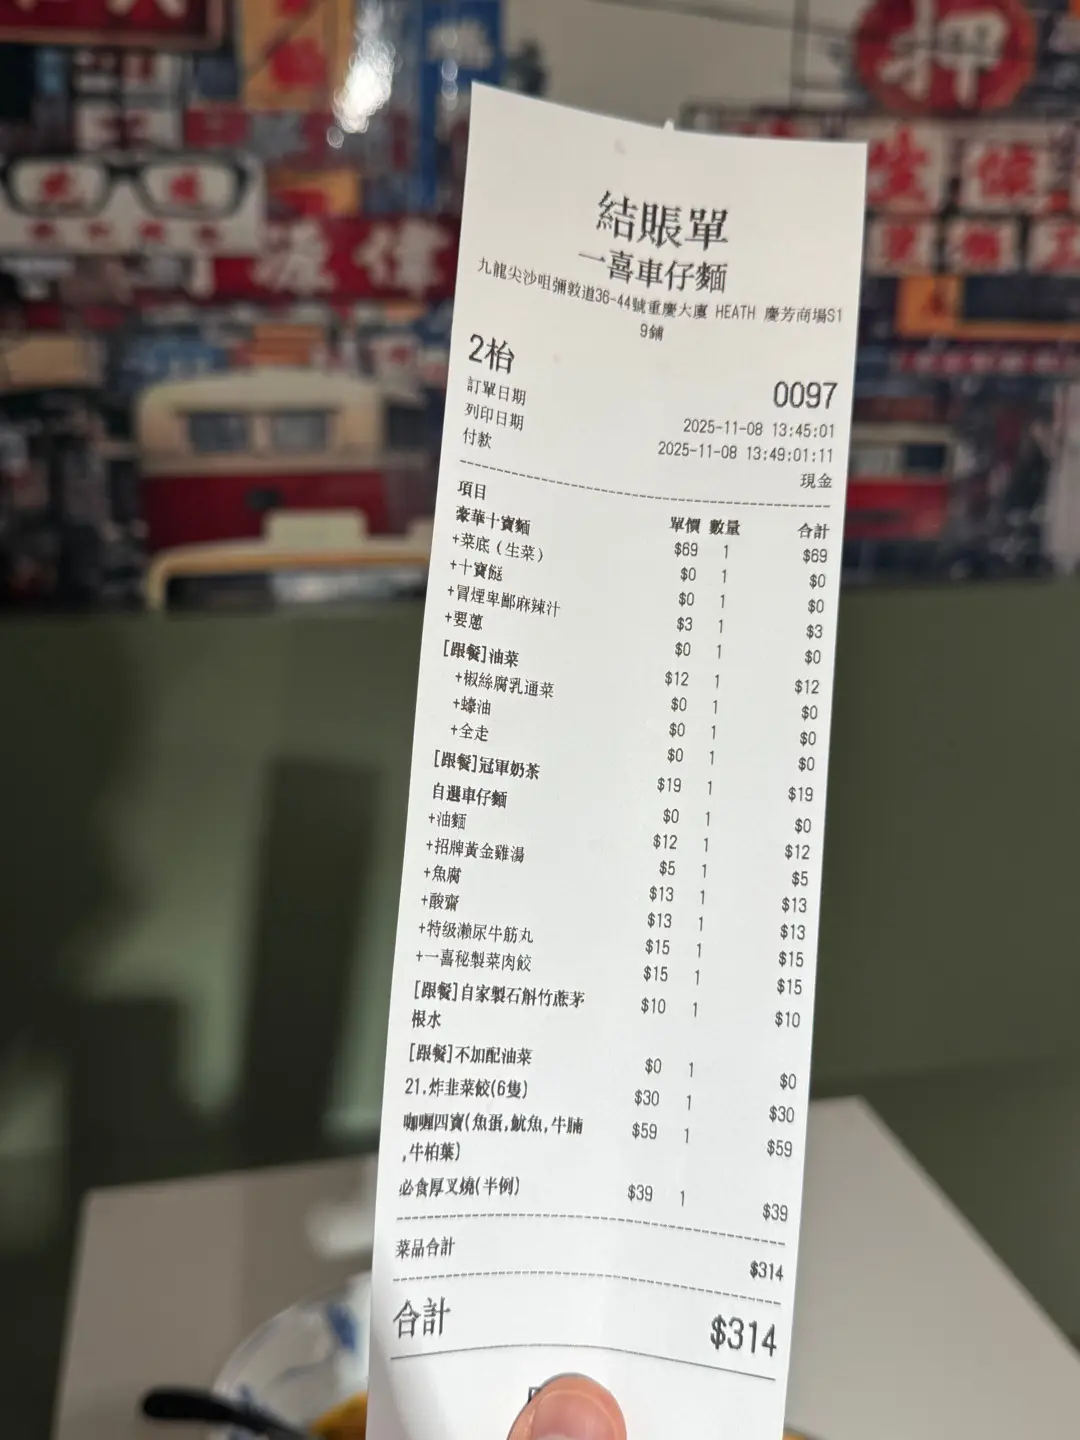 押
結賬單
一喜車仔麵
九龍尖沙咀彌敦道36-44號重慶大廈 HEATH 慶芳商場S1
9鋪
2枱 0097
訂單日期 2025-11-08 13:45:01
列印日期 2025-11-08 13:49:01:11
付款 現金
項目 單價 數量 合計
豪華十寶麵 $69 1 $69
+菜底(生菜) $0 1 $0
+十寶餸 $0 1 $0
+冒煙卑鄙麻辣汁 $3 1 $3
+要蔥 $0 1 $0
[跟餐]油菜 $12 1 $12
+椒絲腐乳通菜 $0 1 $0
+蠔油 $0 1 $0
+全走 $0 1 $0
[跟餐]冠軍奶茶 $19 1 $19
自選車仔麵 $0 1 $0
+油麵 $12 1 $12
+招牌黃金雞湯 $5 1 $5
+魚腐 $13 1 $13
+酸齋 $13 1 $13
+特级瀨尿牛筋丸 $15 1 $15
+一喜秘製菜肉餃 $15 1 $15
[跟餐]自家製石斛竹蔗茅 $10 1 $10
根水
[跟餐]不加配油菜 $0 1 $0
21.炸韭菜餃(6隻) $30 1 $30
咖喱四寶(魚蛋,魷魚,牛腩 $59 1 $59
,牛柏葉)
必食厚叉燒(半例) $39 1 $39
菜品合計 $314
合計 $314